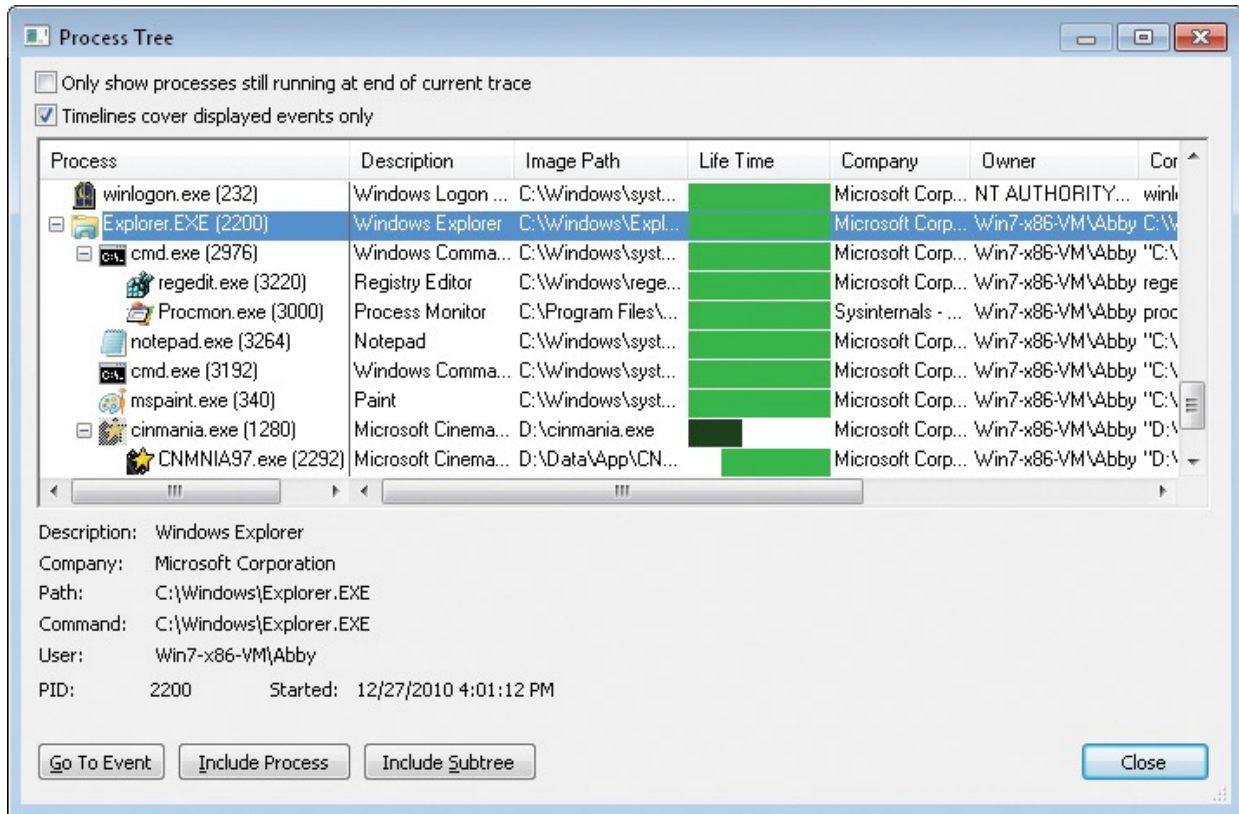 Process Tree
Only show processes still running at end of current trace
Timelines cover displayed events only
Process Description Image Path Life Time Company Owner Cor
winlogon.exe (232) Windows Logon ... C:\Windows\syst... Microsoft Corp... NT AUTHORITY... winl
Explorer.EXE (2200) Windows Explorer C:\Windows\Expl... Microsoft Corp... Win7-x86-VM\Abby C:\W
cmd.exe (2976) Windows Comma... C:\Windows\syst... Microsoft Corp... Win7-x86-VM\Abby "C:\
regedit.exe (3220) Registry Editor C:\Windows\rege... Microsoft Corp... Win7-x86-VM\Abby rege
Procmon.exe (3000) Process Monitor C:\Program Files\... Sysinternals - ... Win7-x86-VM\Abby proc
notepad.exe (3264) Notepad C:\Windows\syst... Microsoft Corp... Win7-x86-VM\Abby "C:\
cmd.exe (3192) Windows Comma... C:\Windows\syst... Microsoft Corp... Win7-x86-VM\Abby "C:\
mspaint.exe (340) Paint C:\Windows\syst... Microsoft Corp... Win7-x86-VM\Abby "C:\
cinmania.exe (1280) Microsoft Cinema... D:\cinmania.exe Microsoft Corp... Win7-x86-VM\Abby "D:\
CNMNIA97.exe (2292) Microsoft Cinema... D:\Data\App\CN... Microsoft Corp... Win7-x86-VM\Abby "D:\
Description: Windows Explorer
Company: Microsoft Corporation
Path: C:\Windows\Explorer.EXE
Command: C:\Windows\Explorer.EXE
User: Win7-x86-VM\Abby
PID: 2200 Started: 12/27/2010 4:01:12 PM
Go To Event Include Process Include Subtree Close